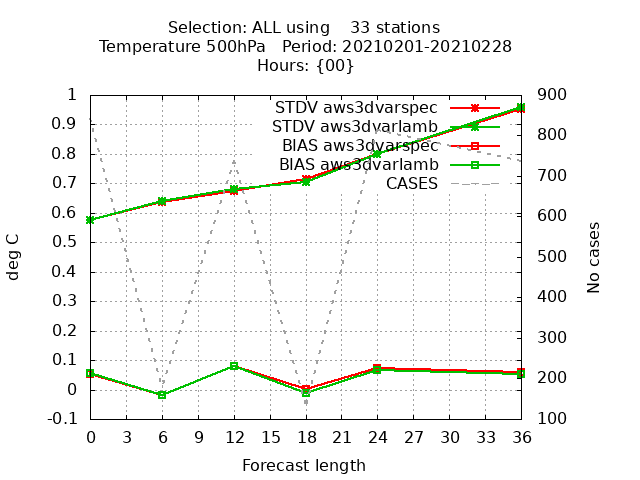 Selection: ALL using    33 stations
Temperature 500hPa   Period: 20210201-20210228
Hours: {00}
1
0.9
0.8
0.7
0.6
0.5
0.4
0.3
0.2
0.1
0
-0.1
deg C
STDV aws3dvarspec
STDV aws3dvarlamb
BIAS aws3dvarspec
BIAS aws3dvarlamb
CASES
900
800
700
600
500
400
300
200
100
No cases
0 3 6 9 12 15 18 21 24 27 30 33 36
Forecast length